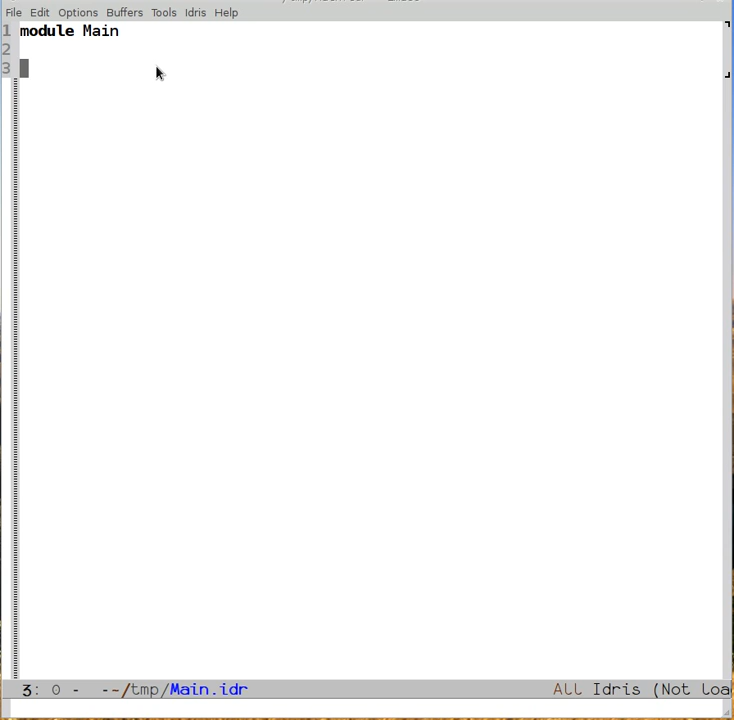 File Edit Options Buffers Tools Idris Help
1 module Main
2
3
3: 0 - --/tmp/Main.idr All Idris (Not Loa